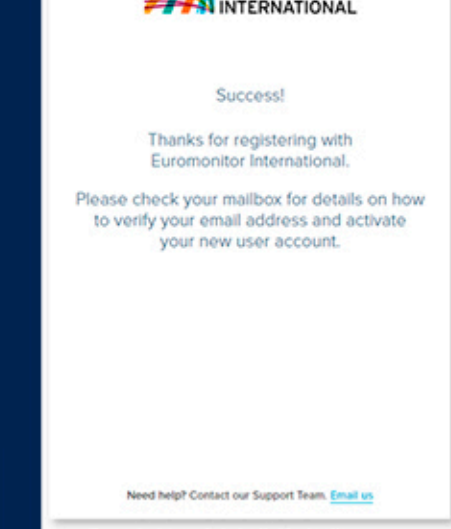 INTERNATIONAL
Success!
Thanks for registering with
Euromonitor International.
Please check your mailbox for details on how
to verify your email address and activate
your new user account.
Need help? Contact our Support Team. Email us